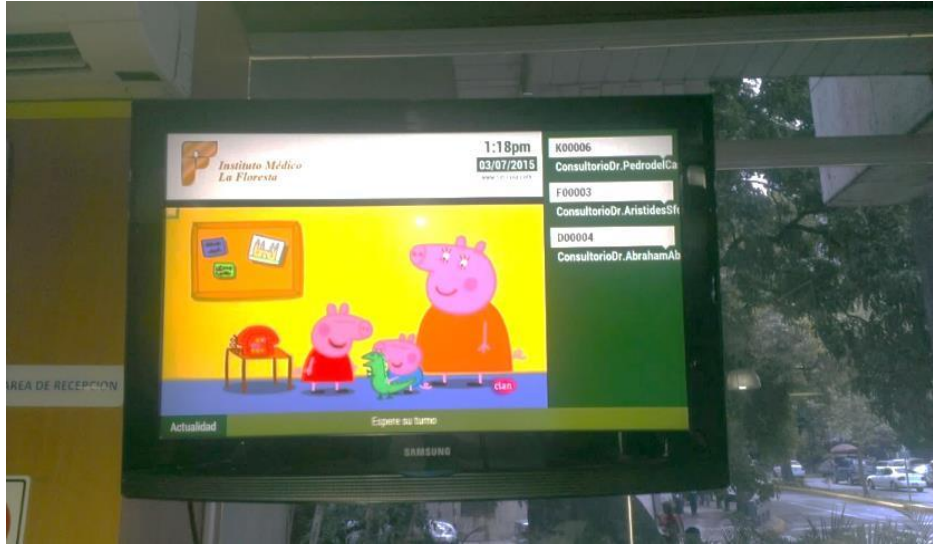 Instituto Médico
La Floresta
1:18pm
03/07/2015
K00006
ConsultorioDr.PedrodelCa
F00003
ConsultorioDr.AristidesSf
D00004
ConsultorioDr.AbrahamAb
clan
Actualidad
Espere su turno
SAMSUNG
AREA DE RECEPCION